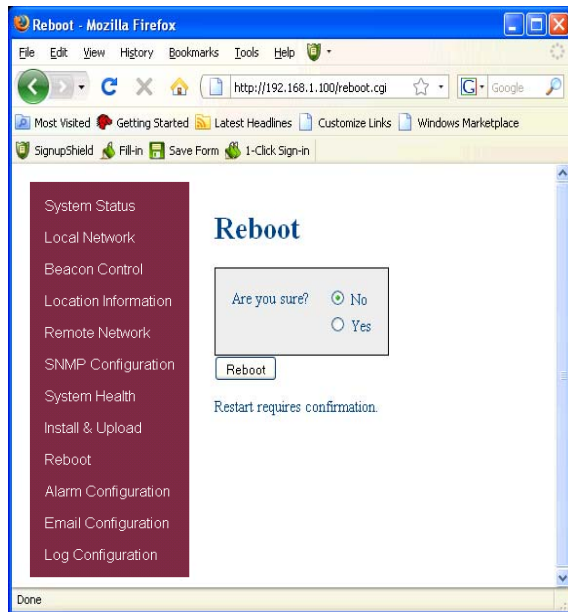 Reboot - Mozilla Firefox
File Edit View History Bookmarks Tools Help
http://192.168.1.100/reboot.cgi
G Google
Most Visited Getting Started Latest Headlines Customize Links Windows Marketplace
SignupShield Fill-in Save Form 1-Click Sign-in
System Status
Local Network
Beacon Control
Location Information
Remote Network
SNMP Configuration
System Health
Install & Upload
Reboot
Alarm Configuration
Email Configuration
Log Configuration
Reboot
Are you sure? No
Yes
Reboot
Restart requires confirmation.
Done